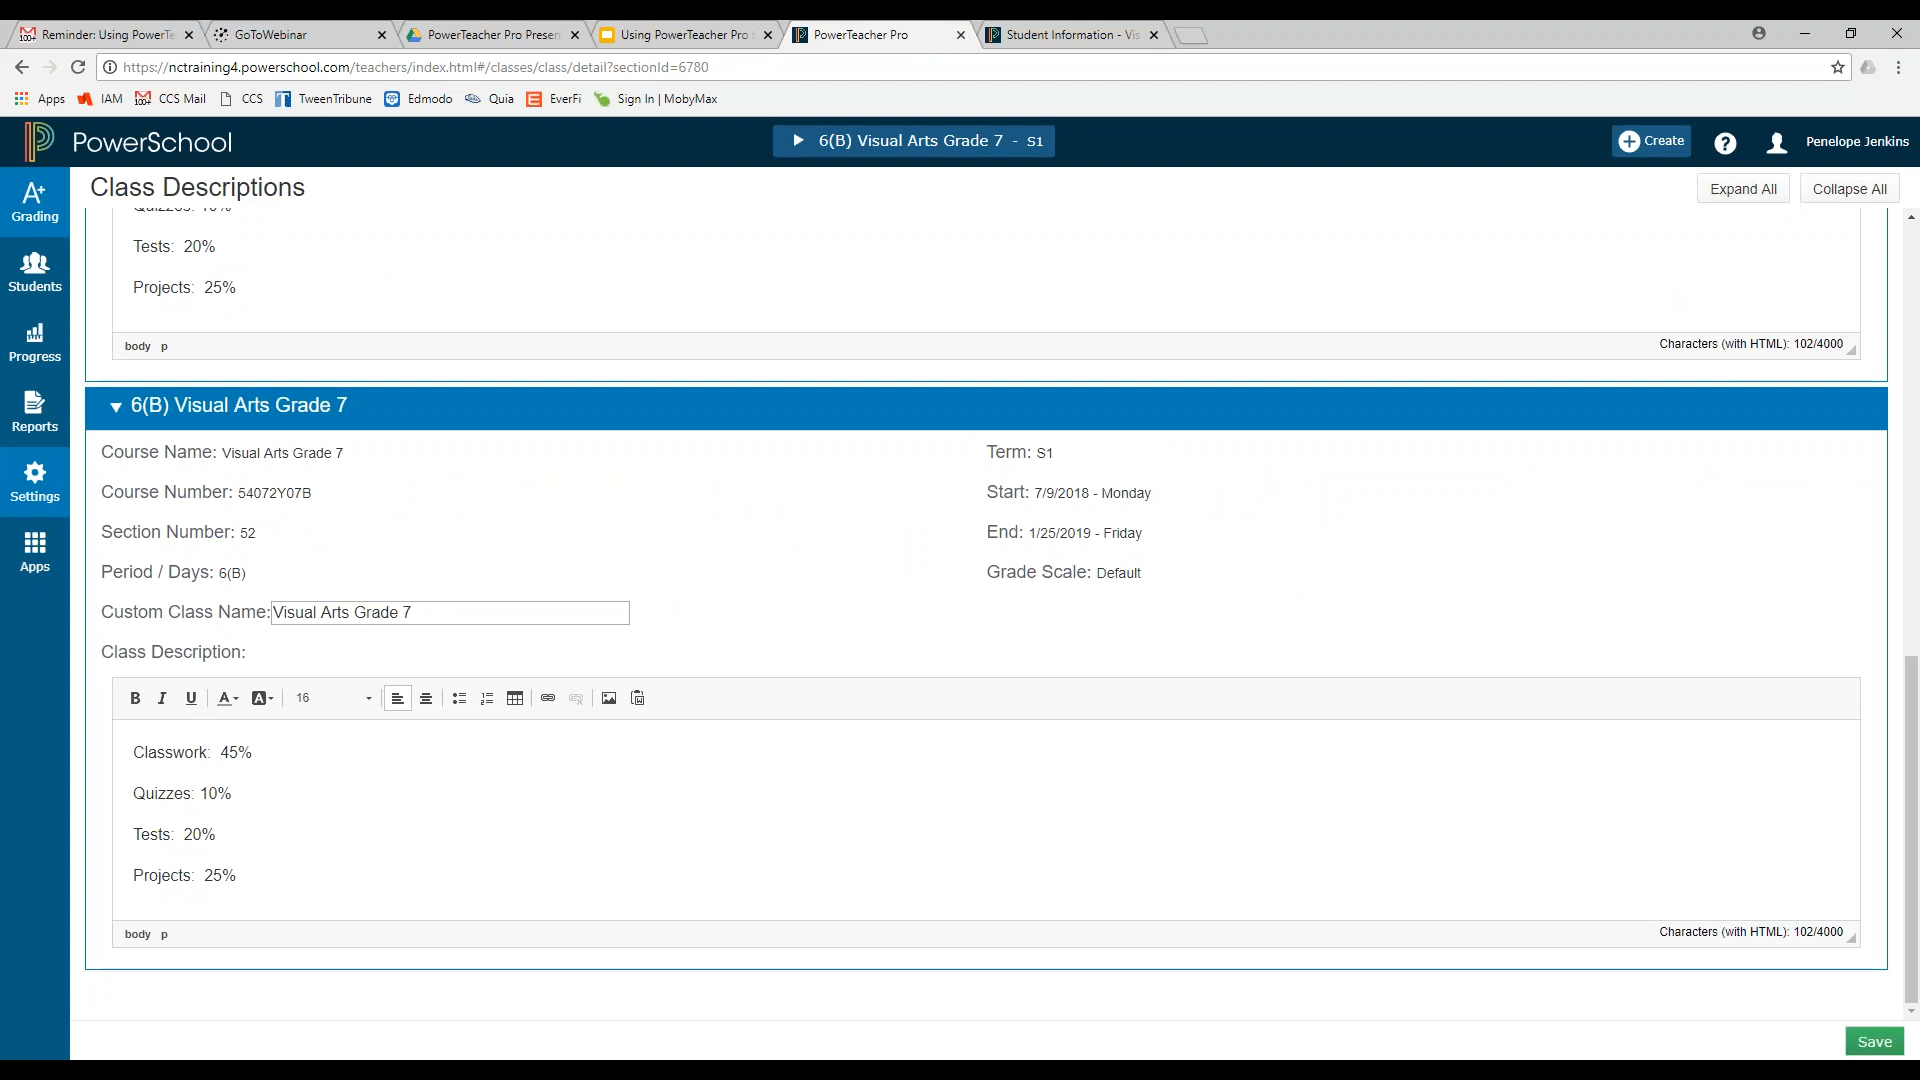 Reminder: Using PowerTe
GoToWebinar
PowerTeacher Pro Presen
Using PowerTeacher Pro t
PowerTeacher Pro
Student Information - Vis
https://nctraining4.powerschool.com/teachers/index.html#/classes/class/detail?sectionId=6780
Apps
IAM
CCS Mail
CCS
TweenTribune
Edmodo
Quia
EverFi
Sign In | MobyMax
PowerSchool
6(B) Visual Arts Grade 7 - S1
Create
Penelope Jenkins
Grading
Students
Progress
Reports
Settings
Apps
Class Descriptions
Expand All
Collapse All
Quizzes: 10%
Tests: 20%
Projects: 25%
body p
Characters (with HTML): 102/4000
6(B) Visual Arts Grade 7
Course Name: Visual Arts Grade 7
Term: S1
Course Number: 54072Y07B
Start: 7/9/2018 - Monday
Section Number: 52
End: 1/25/2019 - Friday
Period / Days: 6(B)
Grade Scale: Default
Custom Class Name: Visual Arts Grade 7
Class Description:
B I U A A 16
Classwork: 45%
Quizzes: 10%
Tests: 20%
Projects: 25%
body p
Characters (with HTML): 102/4000
Save